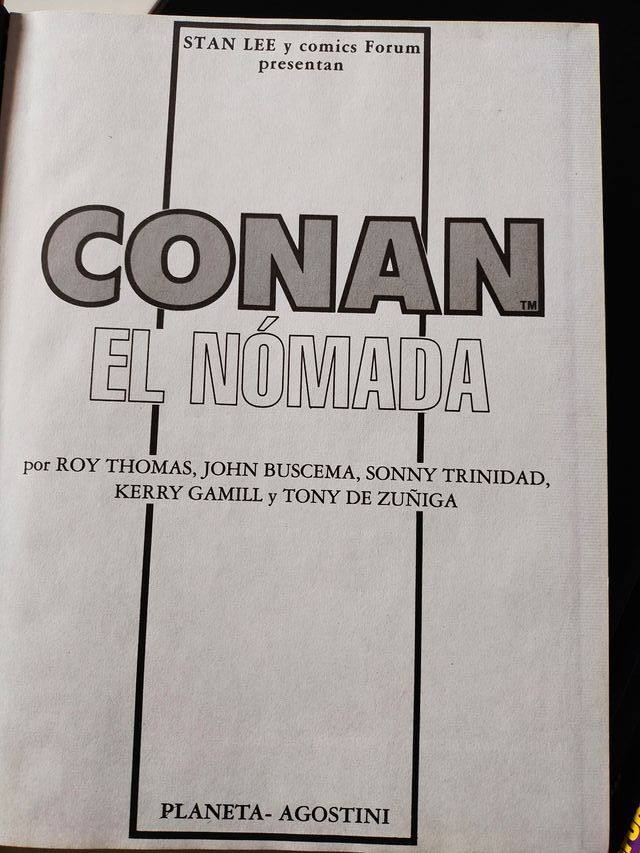 STAN LEE y comics Forum
presentan
CONAN
TM
EL NÓMADA
por ROY THOMAS, JOHN BUSCEMA, SONNY TRINIDAD,
KERRY GAMILL y TONY DE ZUÑIGA
PLANETA- AGOSTINI